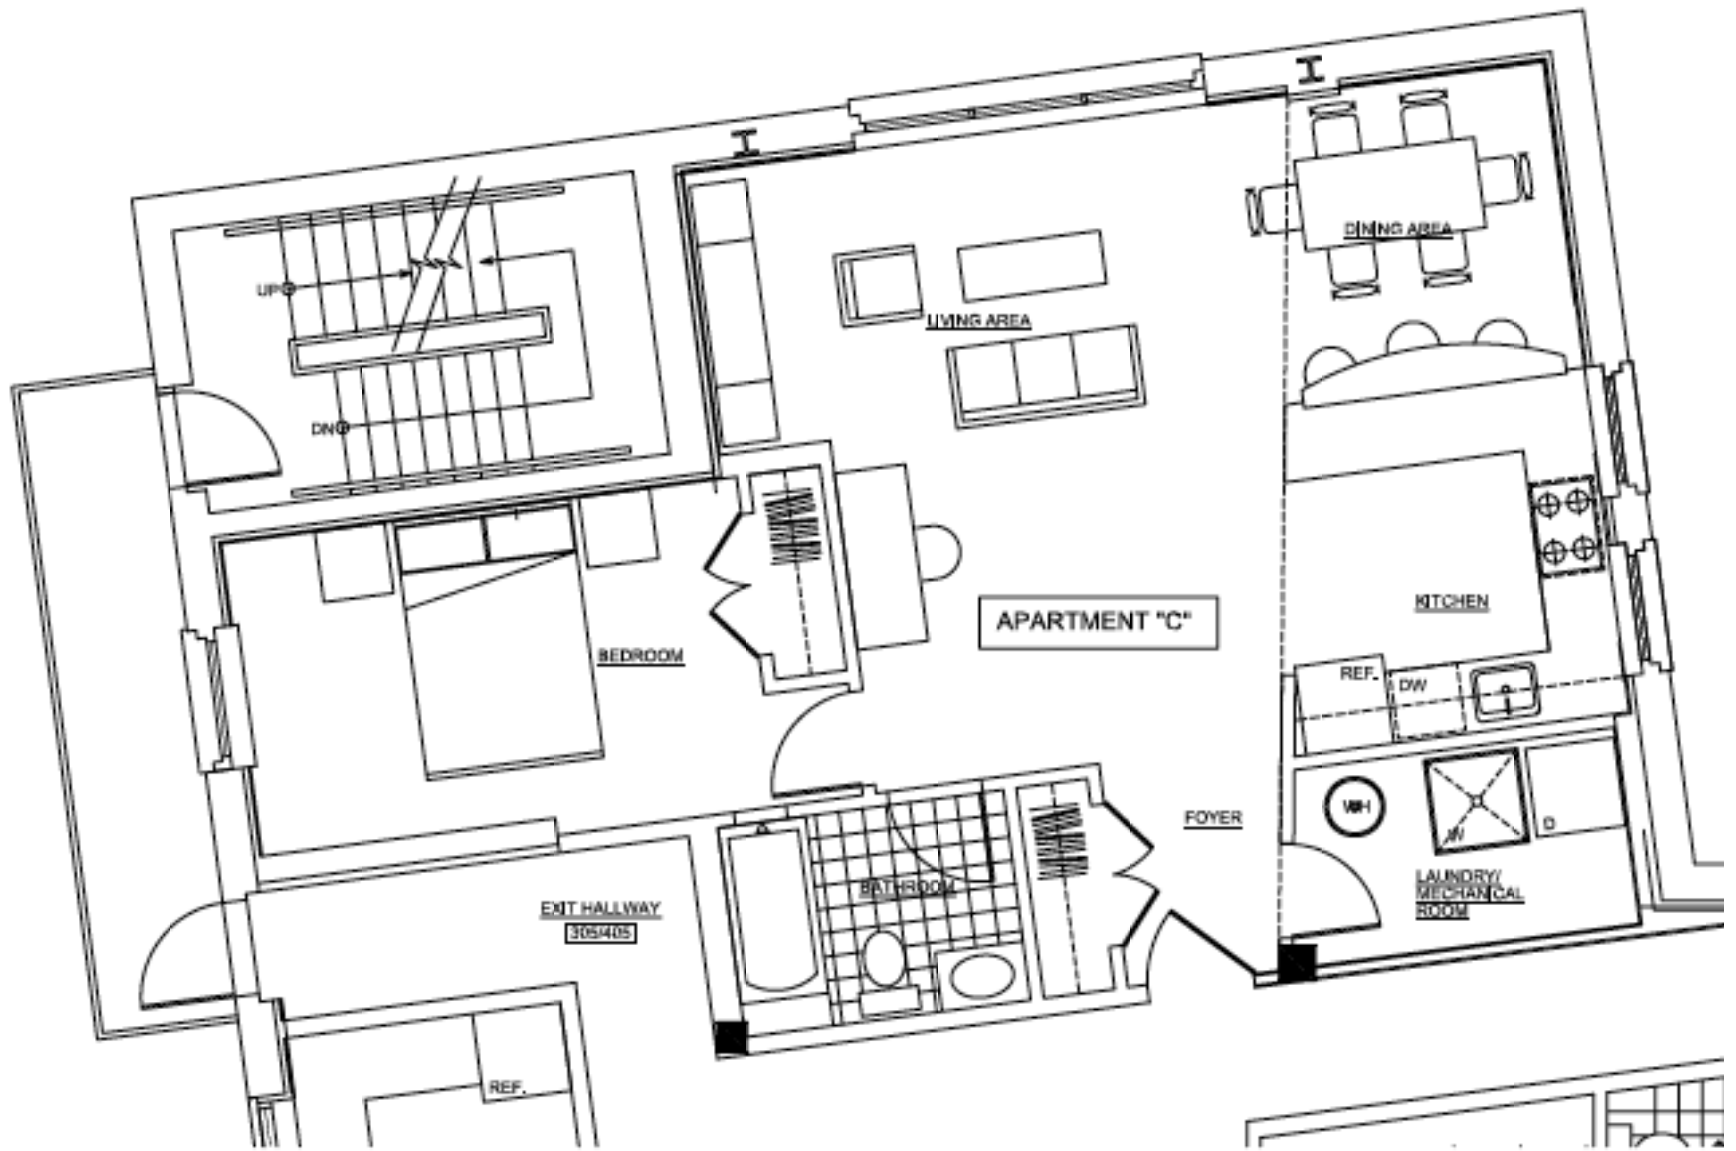 UP
DN
LIVING AREA
DINING AREA
APARTMENT "C"
KITCHEN
BEDROOM
REF.
DW
FOYER
WH
W
D
LAUNDRY/
MECHANICAL
ROOM
BATHROOM
EXIT HALLWAY
305/405
REF.